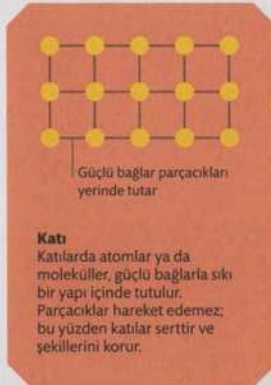 Güçlü bağlar parçacıkları
yerinde tutar
Katı
Katılarda atomlar ya da
moleküller, güçlü bağlarla sıkı
bir yapı içinde tutulur.
Parçacıklar hareket edemez;
bu yüzden katılar serttir ve
şekillerini korur.